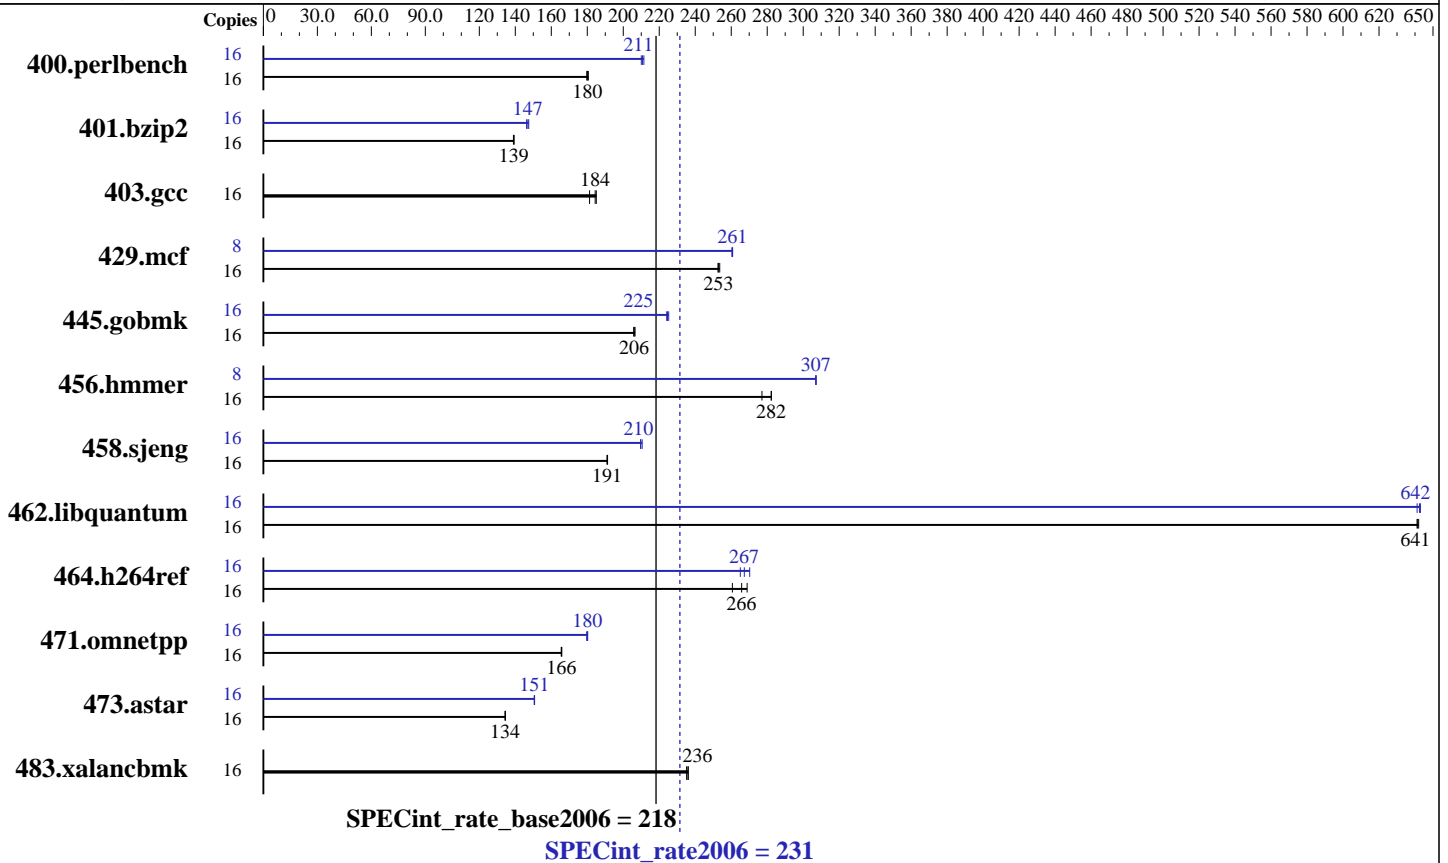 Copies 0 30.0 60.0 90.0 120 140 160 180 200 220 240 260 280 300 320 340 360 380 400 420 440 460 480 500 520 540 560 580 600 620 650
400.perlbench 16 211
16 180
401.bzip2 16 147
16 139
403.gcc 16 184
429.mcf 8 261
16 253
445.gobmk 16 225
16 206
456.hmmer 8 307
16 282
458.sjeng 16 210
16 191
462.libquantum 16 642
16 641
464.h264ref 16 267
16 266
471.omnetpp 16 180
16 166
473.astar 16 151
16 134
483.xalancbmk 16 236
SPECint_rate_base2006 = 218
SPECint_rate2006 = 231